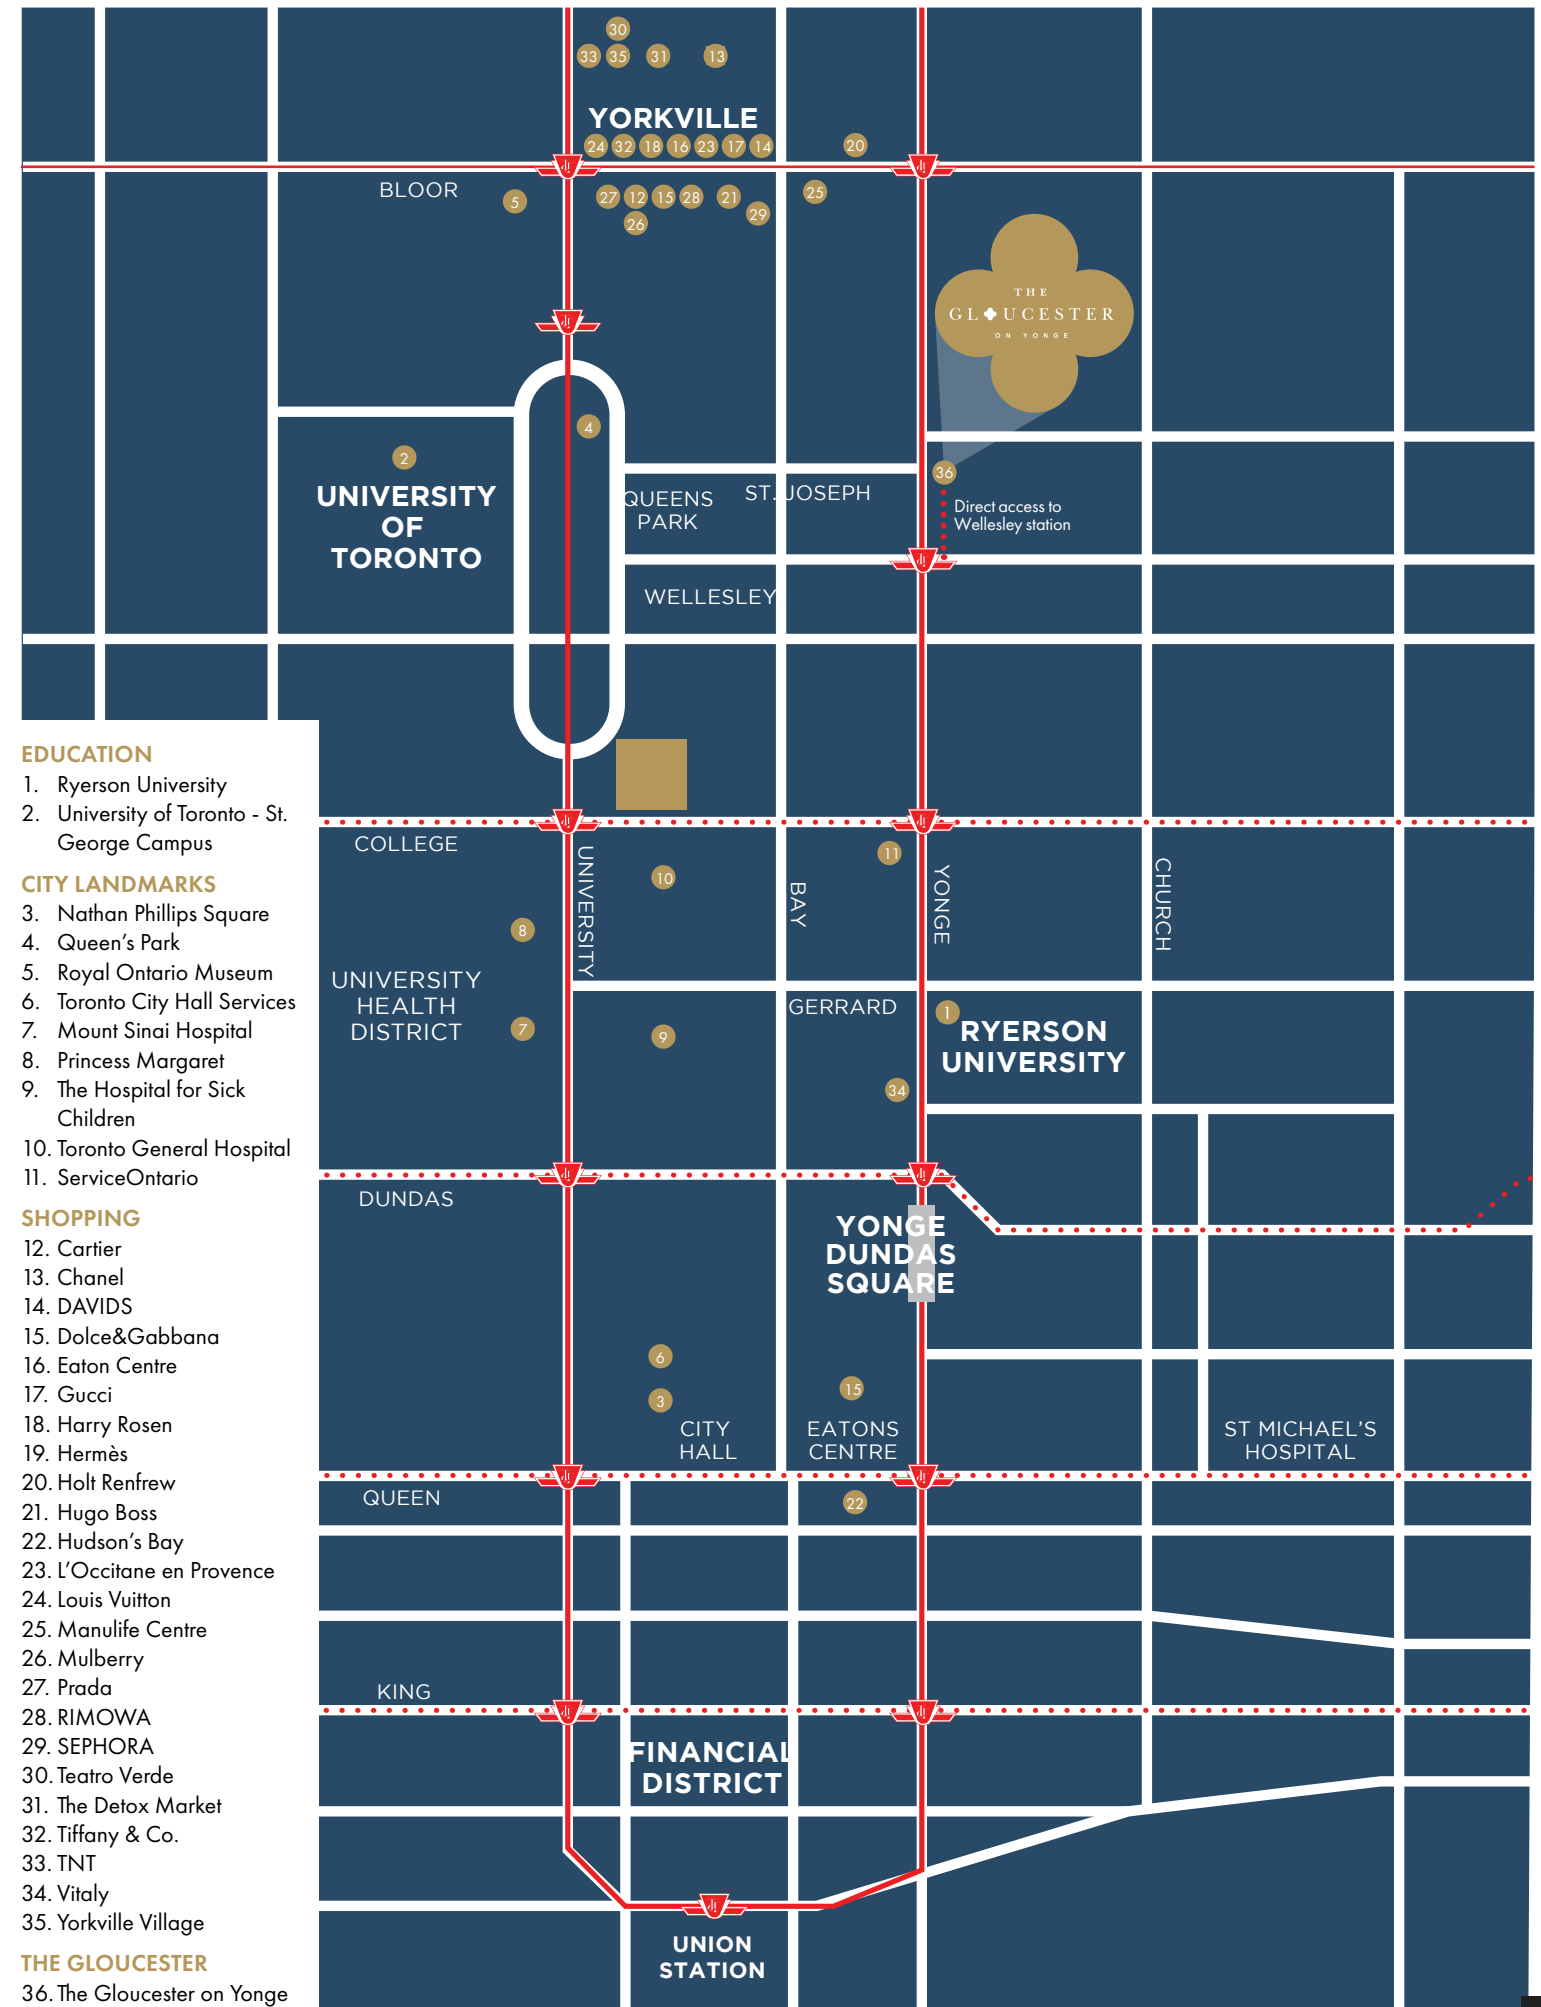 30
33 35 31 13
YORKVILLE
24 32 18 16 23 17 14
20
BLOOR
5
27 12 15 28 21
25
29
26
THE
GLOUCESTER
ON YONGE
4
2
UNIVERSITY
OF
TORONTO
QUEENS
PARK
ST. JOSEPH
36
Direct access to
Wellesley station
WELLESLEY
COLLEGE
UNIVERSITY
BAY
YONGE
CHURCH
11
10
8
UNIVERSITY
HEALTH
DISTRICT
7
9
GERRARD
1
RYERSON
UNIVERSITY
34
DUNDAS
YONGE
DUNDAS
SQUARE
6
3
15
CITY
HALL
EATONS
CENTRE
ST MICHAEL'S
HOSPITAL
QUEEN
22
KING
FINANCIAL
DISTRICT
UNION
STATION
EDUCATION
1. Ryerson University
2. University of Toronto - St.
George Campus
CITY LANDMARKS
3. Nathan Phillips Square
4. Queen's Park
5. Royal Ontario Museum
6. Toronto City Hall Services
7. Mount Sinai Hospital
8. Princess Margaret
9. The Hospital for Sick
Children
10. Toronto General Hospital
11. ServiceOntario
SHOPPING
12. Cartier
13. Chanel
14. DAVIDS
15. Dolce&Gabbana
16. Eaton Centre
17. Gucci
18. Harry Rosen
19. Hermès
20. Holt Renfrew
21. Hugo Boss
22. Hudson's Bay
23. L'Occitane en Provence
24. Louis Vuitton
25. Manulife Centre
26. Mulberry
27. Prada
28. RIMOWA
29. SEPHORA
30. Teatro Verde
31. The Detox Market
32. Tiffany & Co.
33. TNT
34. Vitaly
35. Yorkville Village
THE GLOUCESTER
36. The Gloucester on Yonge